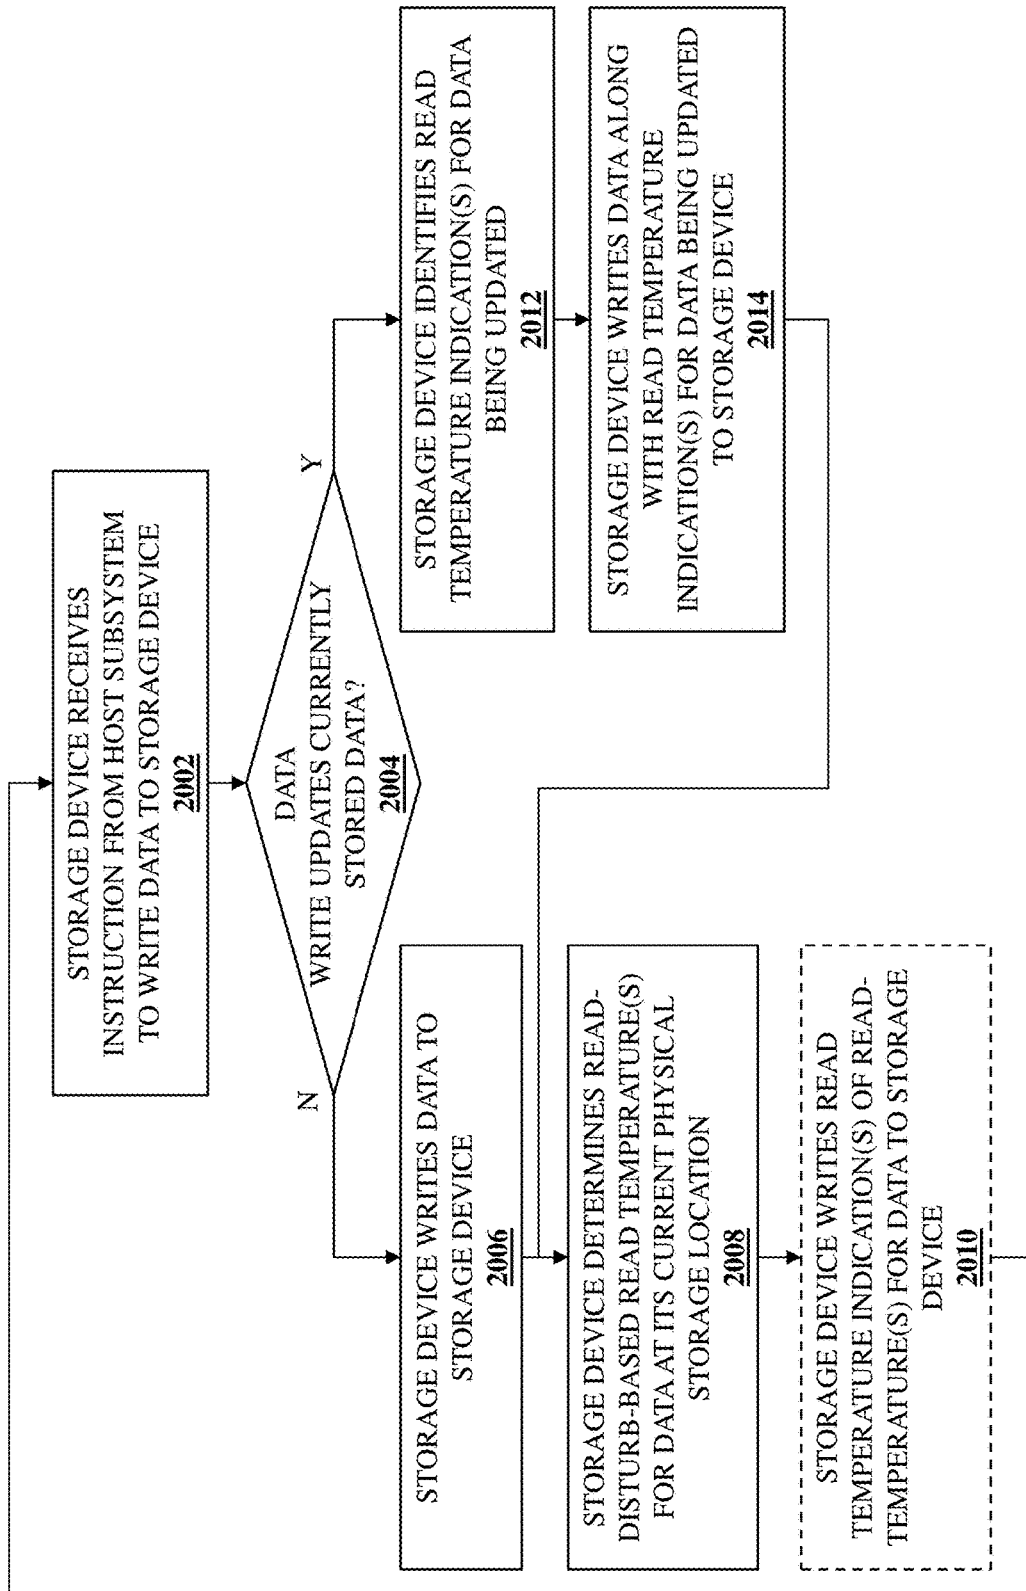 STORAGE DEVICE RECEIVES
INSTRUCTION FROM HOST SUBSYSTEM
TO WRITE DATA TO STORAGE DEVICE
2002
DATA
WRITE UPDATES CURRENTLY
STORED DATA?
2004
N
Y
STORAGE DEVICE WRITES DATA TO
STORAGE DEVICE
2006
STORAGE DEVICE DETERMINES READ-
DISTURB-BASED READ TEMPERATURE(S)
FOR DATA AT ITS CURRENT PHYSICAL
STORAGE LOCATION
2008
STORAGE DEVICE WRITES READ
TEMPERATURE INDICATION(S) OF READ-
TEMPERATURE(S) FOR DATA TO STORAGE
DEVICE
2010
STORAGE DEVICE IDENTIFIES READ
TEMPERATURE INDICATION(S) FOR DATA
BEING UPDATED
2012
STORAGE DEVICE WRITES DATA ALONG
WITH READ TEMPERATURE
INDICATION(S) FOR DATA BEING UPDATED
TO STORAGE DEVICE
2014